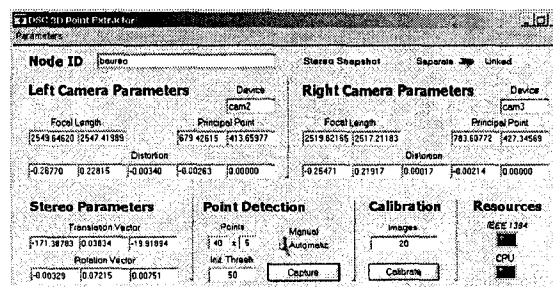 DSC 3D Point Extractor
Parameters
Node ID
Stereo Snapshot Separate Linked
Left Camera Parameters Device
cam2
Focal Length Principal Point
2549.64620 2547.41989 679.42615 413.65977
Distortion
-0.26770 0.22815 -0.00340 -0.00263 0.00000
Right Camera Parameters Device
cam3
Focal Length Principal Point
2519.62165 2517.21183 783.60772 427.34569
Distortion
-0.25471 0.21917 0.00017 -0.00214 0.00000
Stereo Parameters
Translation Vector
-171.38783 0.03834 -19.91894
Rotation Vector
-0.00329 0.07215 0.00751
Point Detection
Points
40 x 5
Manual
Automatic
Init Thresh
50
Capture
Calibration
Images
20
Calibrate
Resources
IEEE 1394
CPU